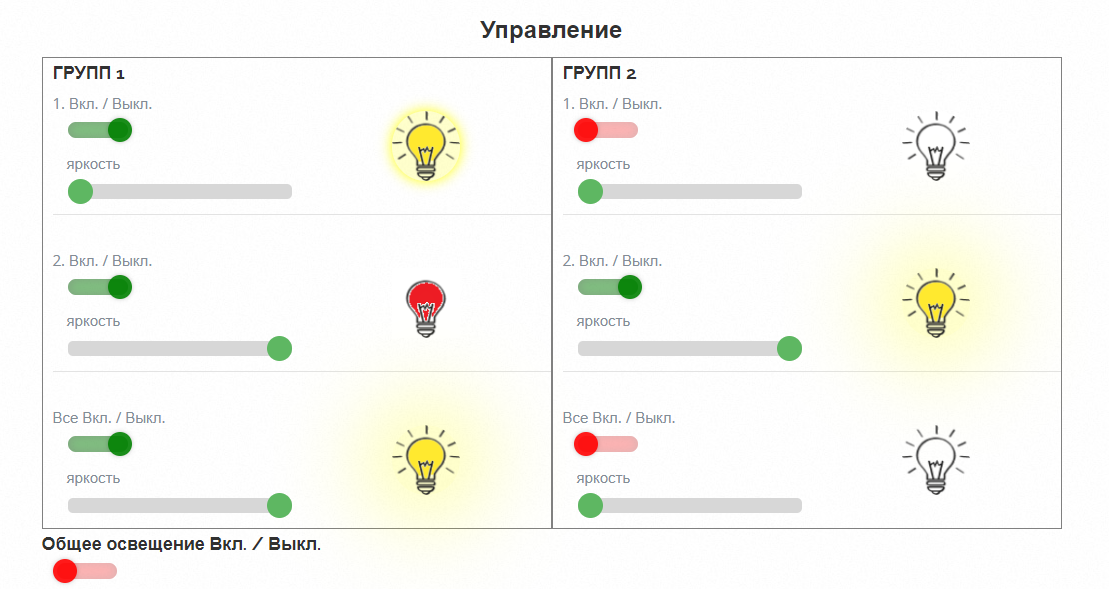 Управление
ГРУПП 1
1. Вкл. / Выкл.
яркость
2. Вкл. / Выкл.
яркость
Все Вкл. / Выкл.
яркость
ГРУПП 2
1. Вкл. / Выкл.
яркость
2. Вкл. / Выкл.
яркость
Все Вкл. / Выкл.
яркость
Общее освещение Вкл. / Выкл.